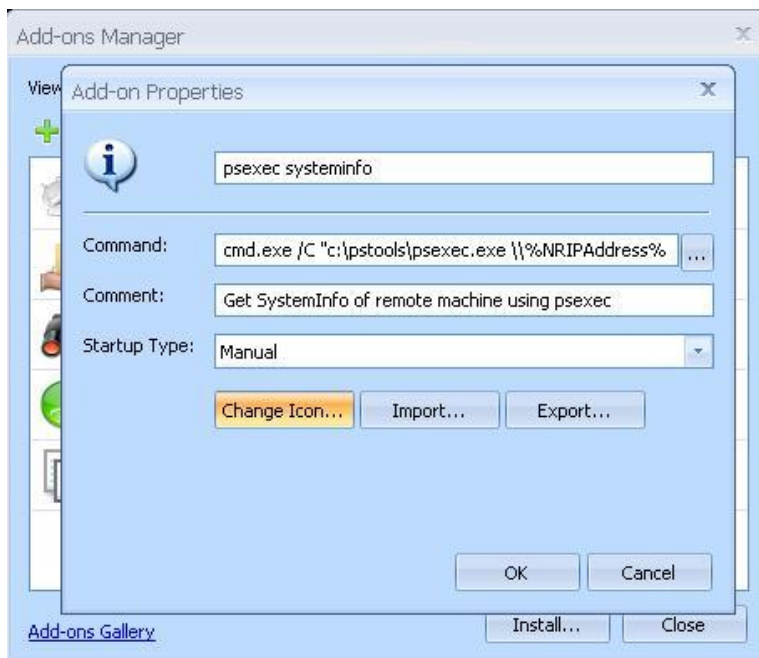 Add-ons Manager
View
Add-on Properties
psexec systeminfo
Command: cmd.exe /C "c:\pstools\psexec.exe \\%NRIPAddress% ...
Comment: Get SystemInfo of remote machine using psexec
Startup Type: Manual
Change Icon... Import... Export...
OK Cancel
Add-ons Gallery Install... Close